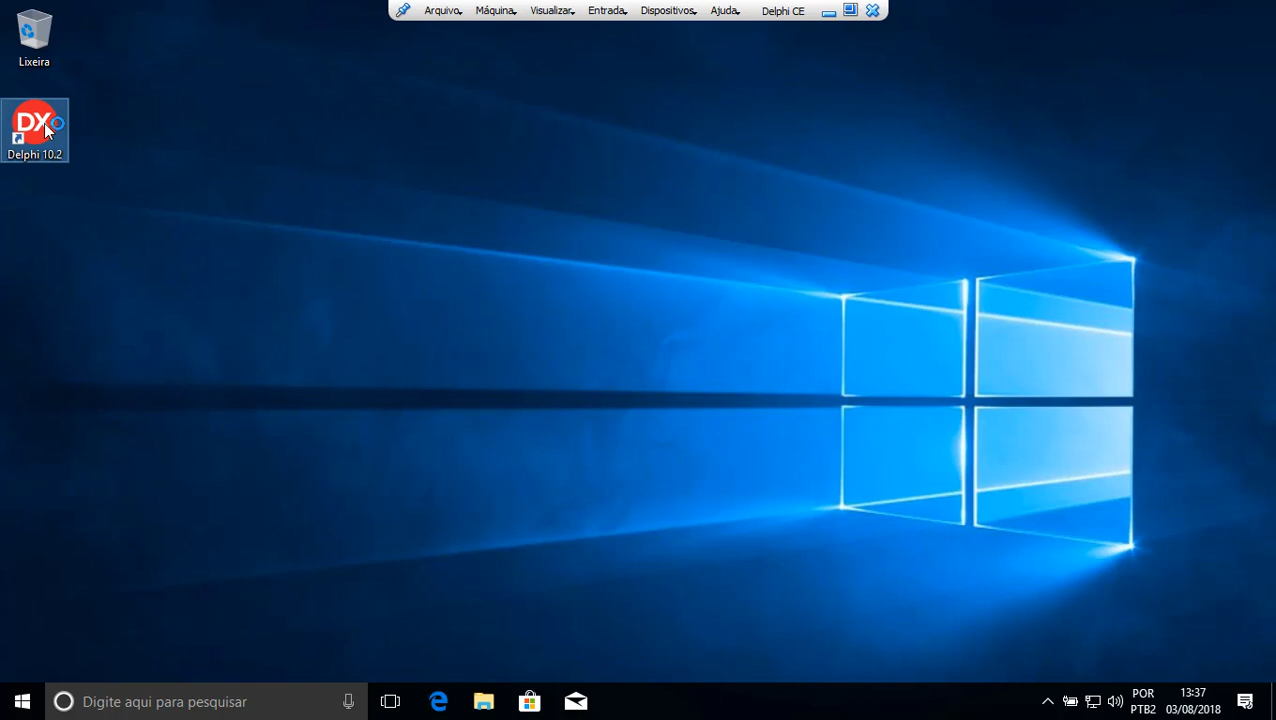 Arquivo Máquina Visualizar Entrada Dispositivos Ajuda Delphi CE
Lixeira
DX
Delphi 10.2
Digite aqui para pesquisar
POR
PTB2
13:37
03/08/2018